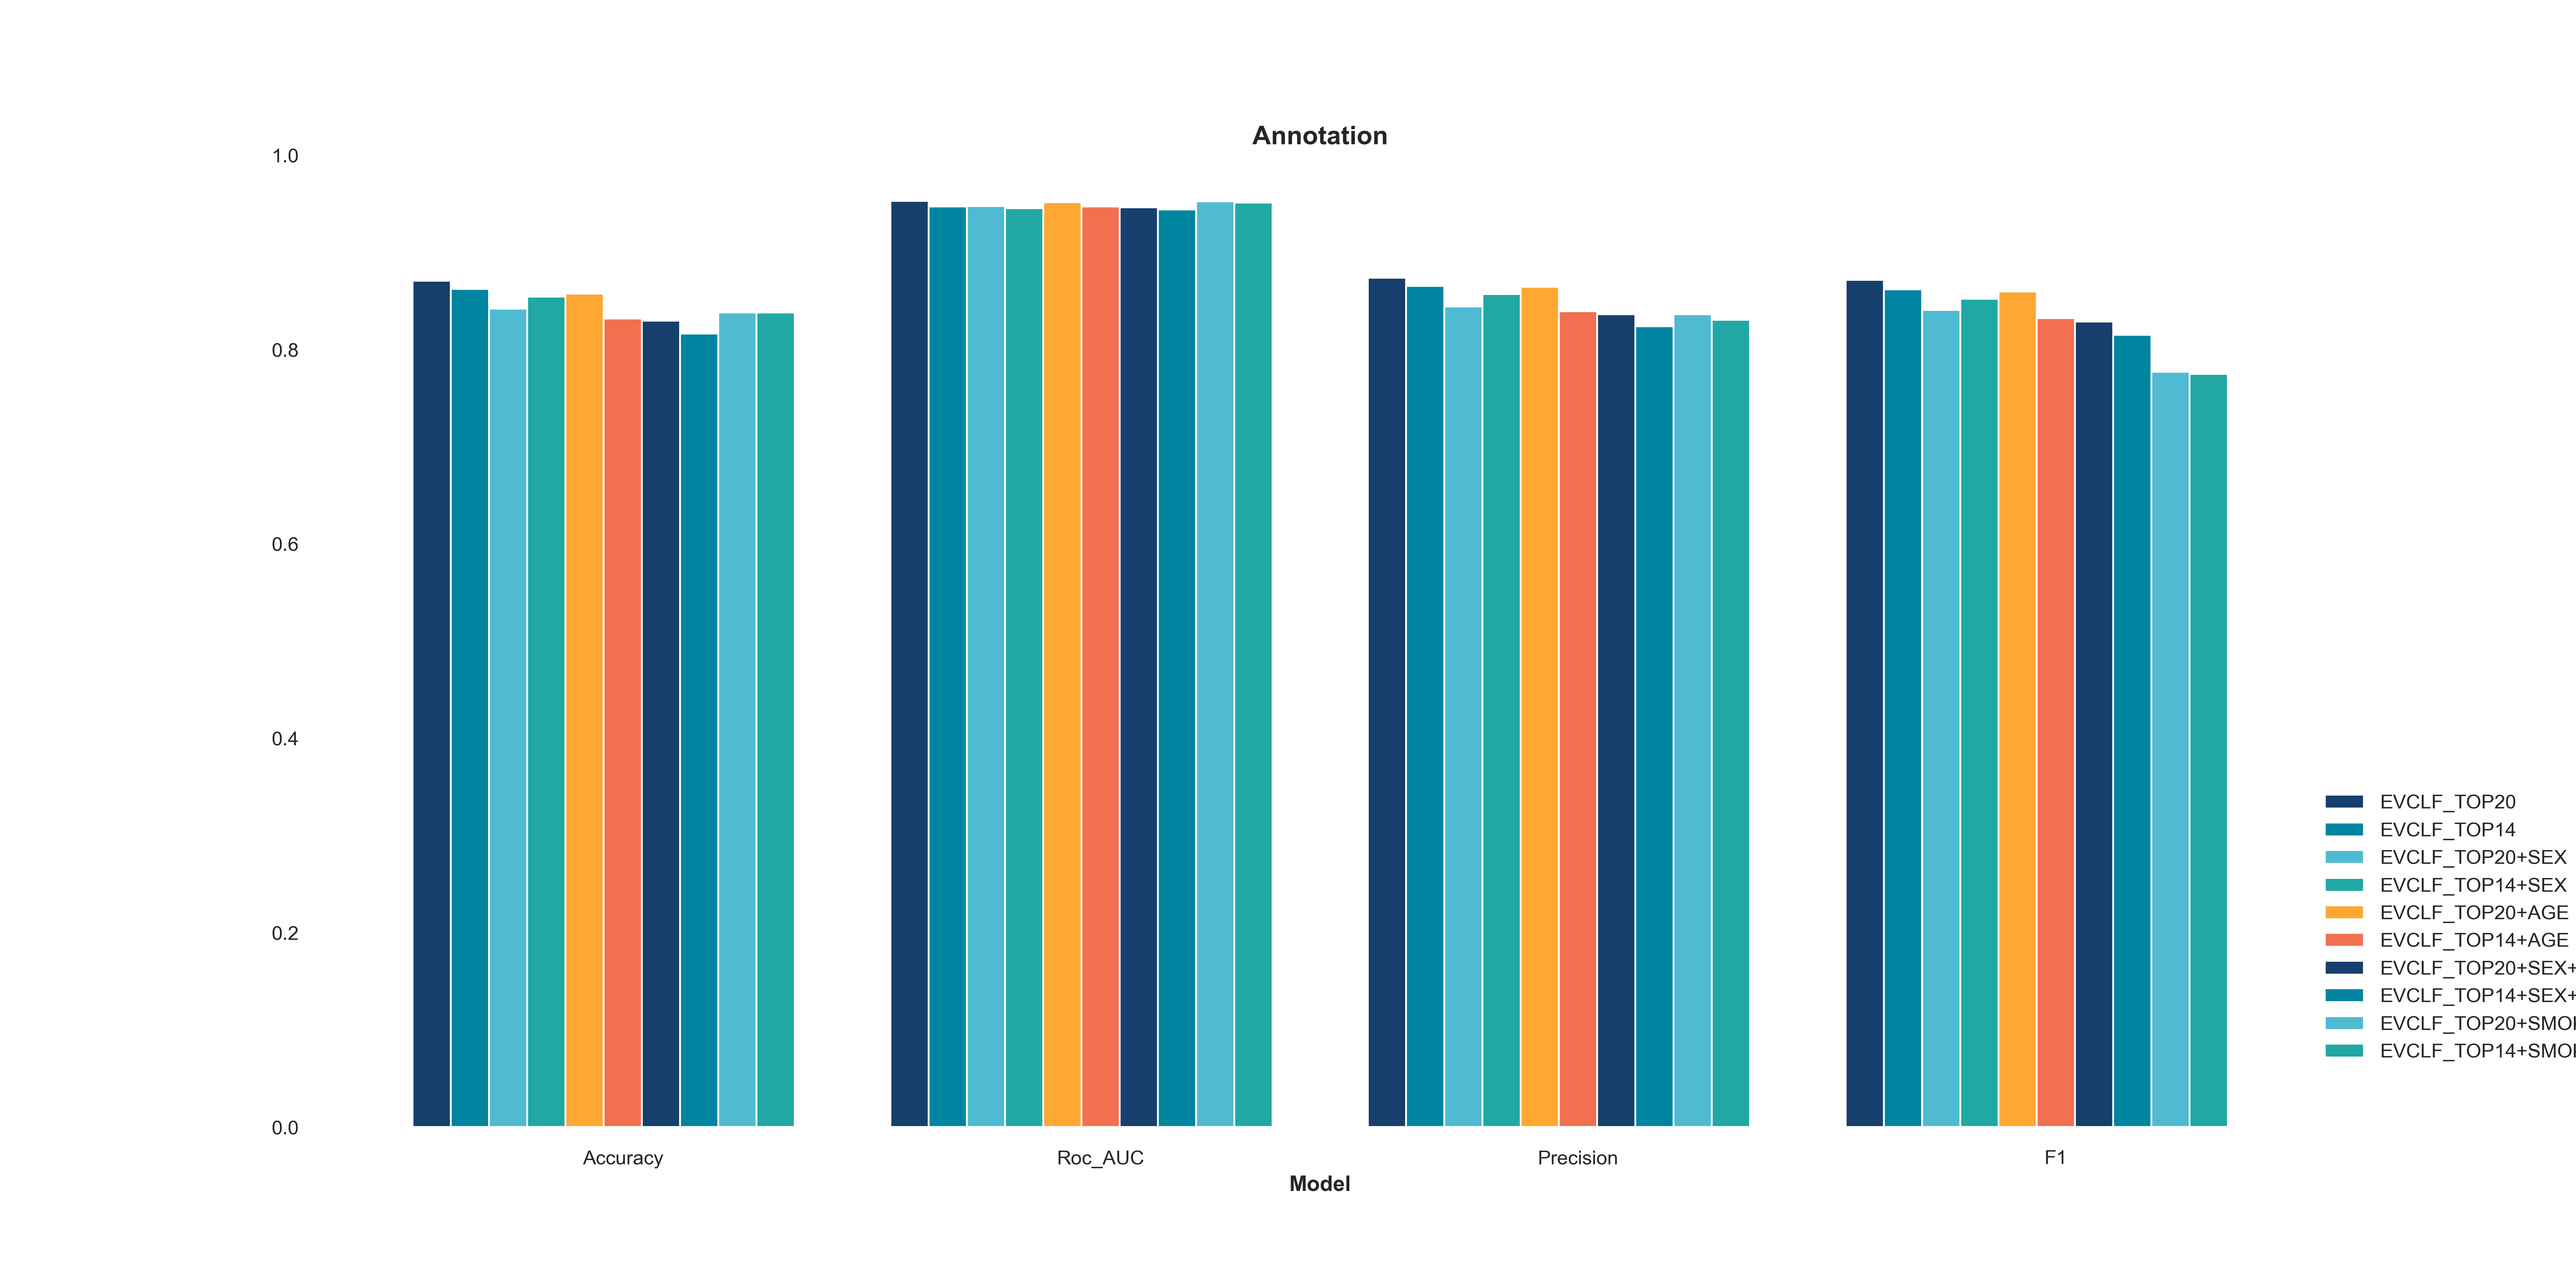 Annotation
1.0
0.8
0.6
0.4
0.2
0.0
Accuracy
Roc_AUC
Precision
F1
Model
EVCLF_TOP20
EVCLF_TOP14
EVCLF_TOP20+SEX
EVCLF_TOP14+SEX
EVCLF_TOP20+AGE
EVCLF_TOP14+AGE
EVCLF_TOP20+SEX+
EVCLF_TOP14+SEX+
EVCLF_TOP20+SMO
EVCLF_TOP14+SMO